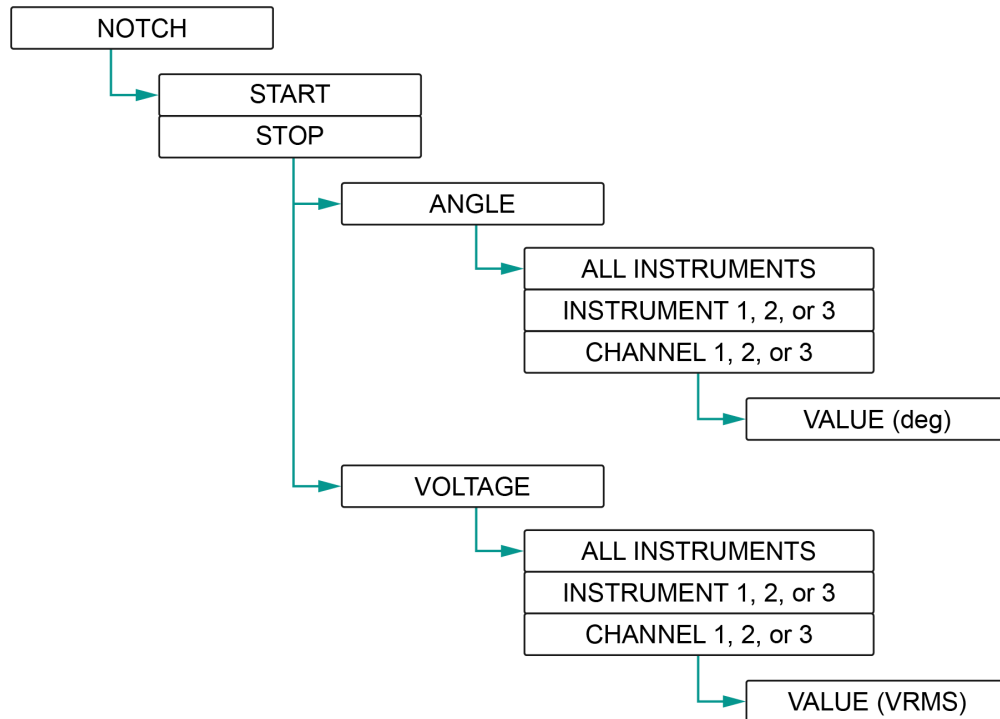 NOTCH
START
STOP
ANGLE
ALL INSTRUMENTS
INSTRUMENT 1, 2, or 3
CHANNEL 1, 2, or 3
VALUE (deg)
VOLTAGE
ALL INSTRUMENTS
INSTRUMENT 1, 2, or 3
CHANNEL 1, 2, or 3
VALUE (VRMS)